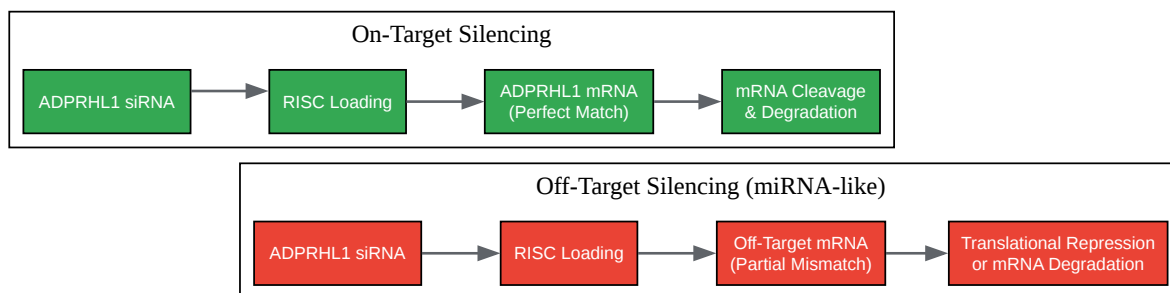 On-Target Silencing
ADPRHL1 siRNA
RISC Loading
ADPRHL1 mRNA
(Perfect Match)
mRNA Cleavage
& Degradation
Off-Target Silencing (miRNA-like)
ADPRHL1 siRNA
RISC Loading
Off-Target mRNA
(Partial Mismatch)
Translational Repression
or mRNA Degradation